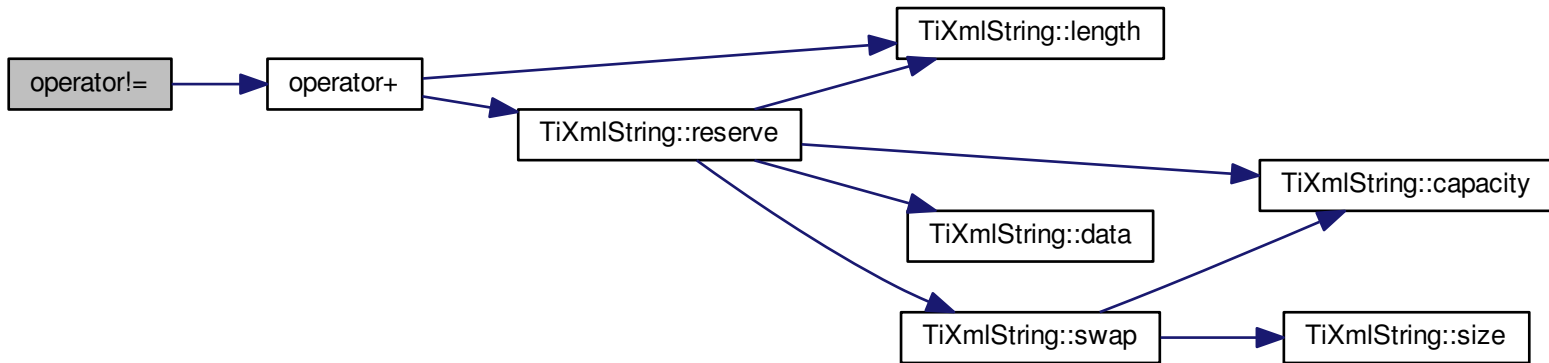 operator!=
operator+
TiXmlString::length
TiXmlString::reserve
TiXmlString::capacity
TiXmlString::data
TiXmlString::swap
TiXmlString::size